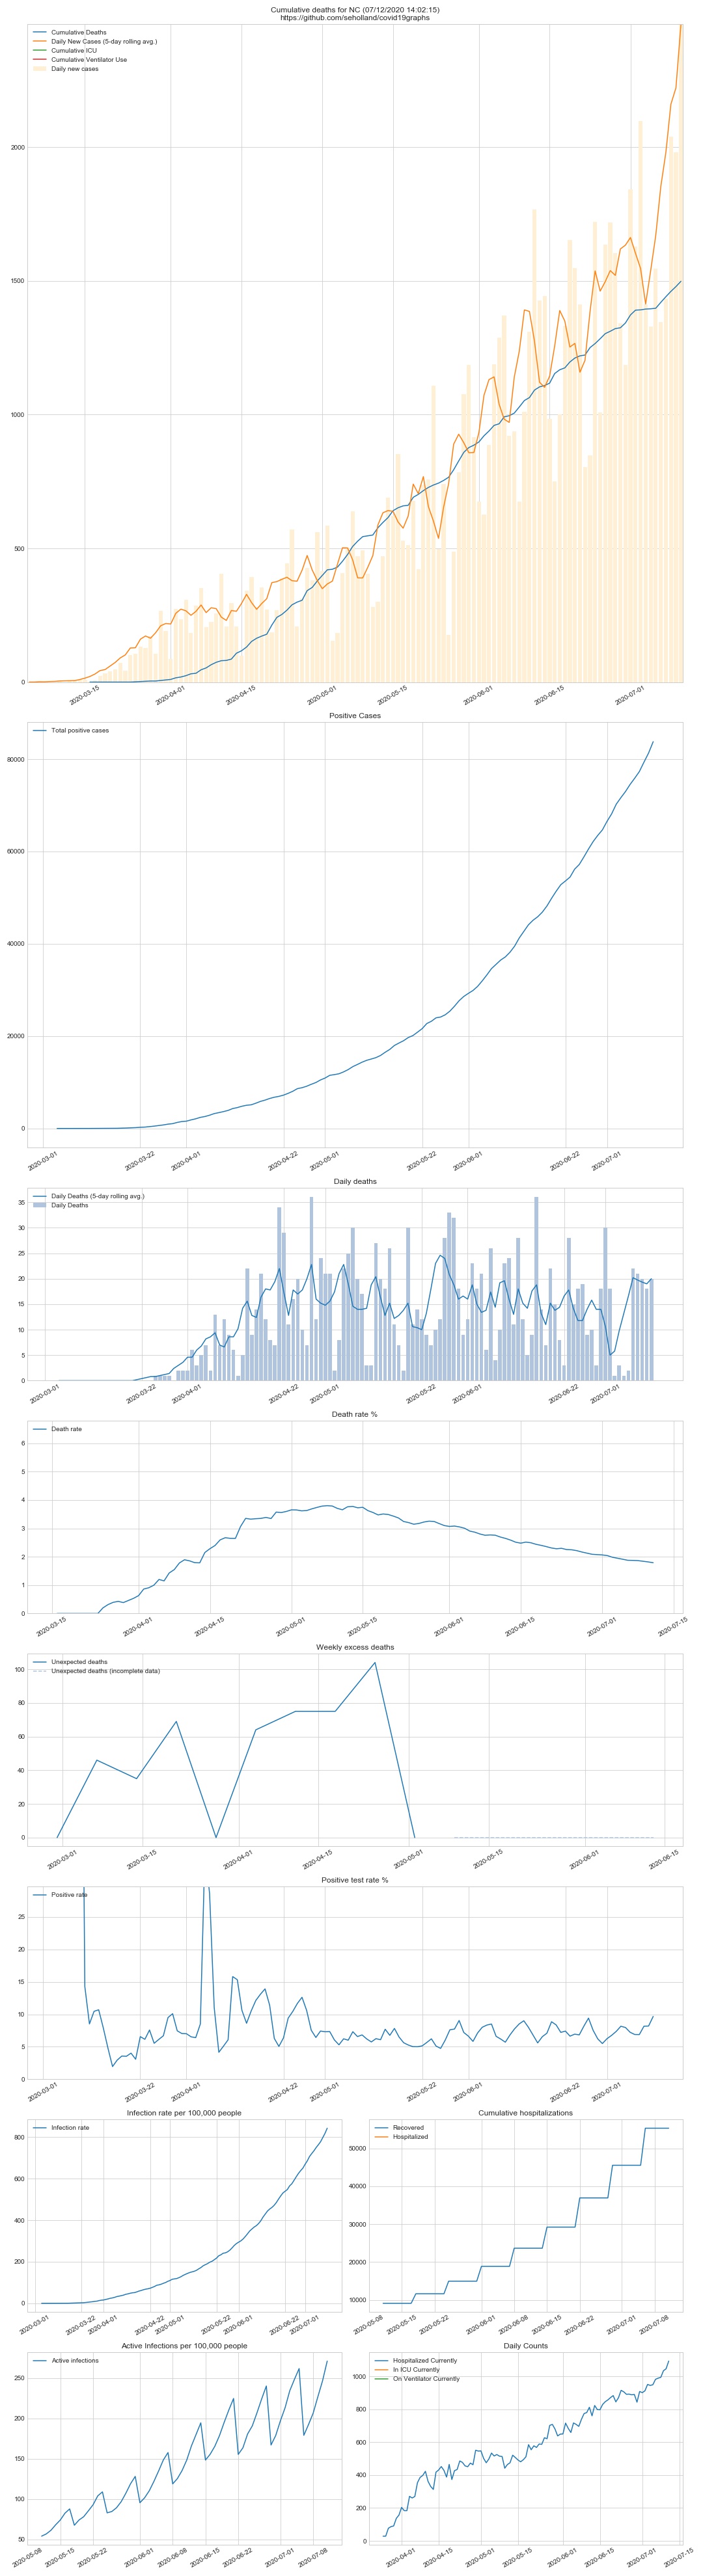 Cumulative deaths for NC (07/12/2020 14:02:15)
https://github.com/seholland/covid19graphs
Cumulative Deaths
Daily New Cases (5-day rolling avg.)
Cumulative ICU
Cumulative Ventilator Use
Daily new cases
2000
1500
1000
500
0
2020-03-15 2020-04-01 2020-04-15 2020-05-01 2020-05-15 2020-06-01 2020-06-15 2020-07-01
Positive Cases
Total positive cases
80000
60000
40000
20000
0
2020-03-01 2020-03-22 2020-04-01 2020-04-22 2020-05-01 2020-05-22 2020-06-01 2020-06-22 2020-07-01
Daily deaths
Daily Deaths (5-day rolling avg.)
Daily Deaths
35
30
25
20
15
10
5
0
2020-03-01 2020-03-22 2020-04-01 2020-04-22 2020-05-01 2020-05-22 2020-06-01 2020-06-22 2020-07-01
Death rate %
Death rate
6
5
4
3
2
1
0
2020-03-15 2020-04-01 2020-04-15 2020-05-01 2020-05-15 2020-06-01 2020-06-15 2020-07-01 2020-07-15
Weekly excess deaths
Unexpected deaths
Unexpected deaths (incomplete data)
100
80
60
40
20
0
2020-03-01 2020-03-15 2020-04-01 2020-04-15 2020-05-01 2020-05-15 2020-06-01 2020-06-15
Positive test rate %
Positive rate
25
20
15
10
5
0
2020-03-01 2020-03-22 2020-04-01 2020-04-22 2020-05-01 2020-05-22 2020-06-01 2020-06-22 2020-07-01
Infection rate per 100,000 people
Infection rate
800
600
400
200
0
2020-03-01 2020-03-22 2020-04-01 2020-04-22 2020-05-01 2020-05-22 2020-06-01 2020-06-22 2020-07-01
Cumulative hospitalizations
Recovered
Hospitalized
50000
40000
30000
20000
10000
2020-05-08 2020-05-15 2020-05-22 2020-06-01 2020-06-08 2020-06-15 2020-06-22 2020-07-01 2020-07-08
Active Infections per 100,000 people
Active infections
250
200
150
100
50
2020-05-08 2020-05-15 2020-05-22 2020-06-01 2020-06-08 2020-06-15 2020-06-22 2020-07-01 2020-07-08
Daily Counts
Hospitalized Currently
In ICU Currently
On Ventilator Currently
1000
800
600
400
200
0
2020-04-01 2020-04-15 2020-05-01 2020-05-15 2020-06-01 2020-06-15 2020-07-01 2020-07-15